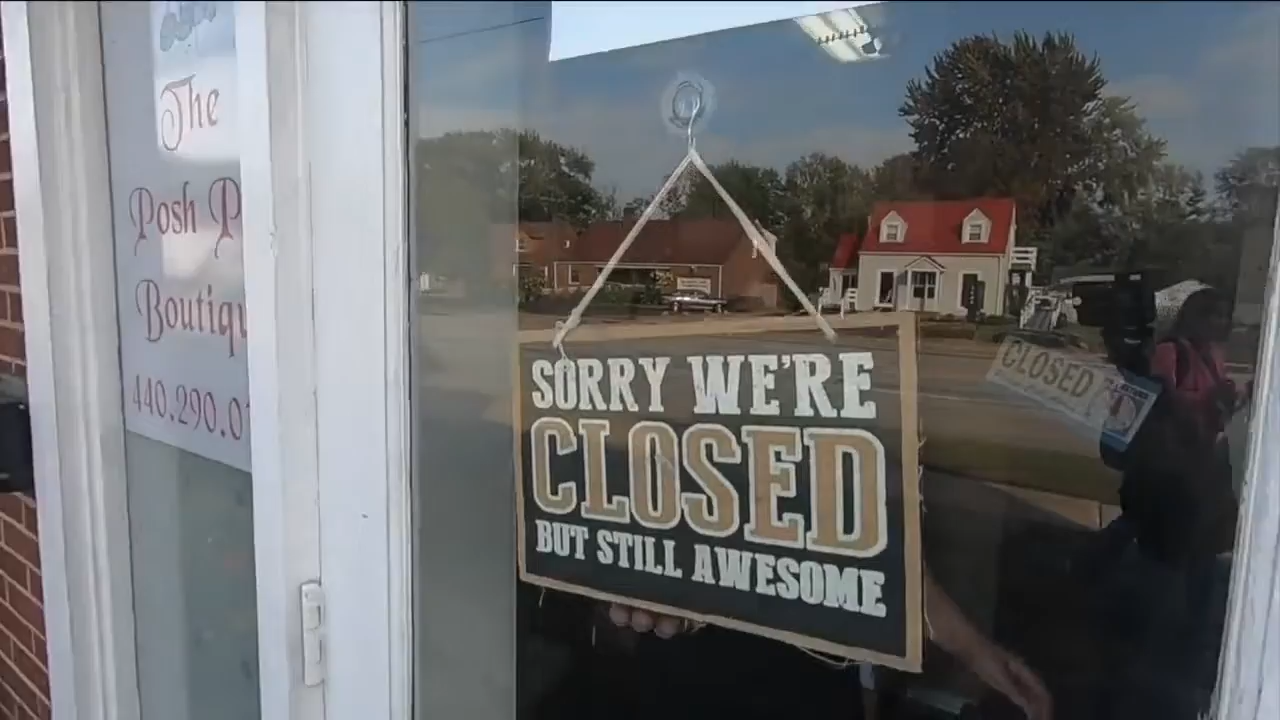 The
Posh P
Boutiqu
440.290.0
SORRY WE'RE
CLOSED
BUT STILL AWESOME
CLOSED